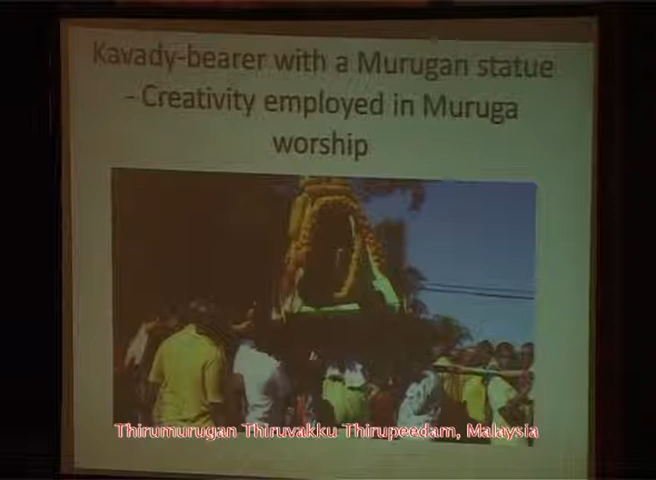 Kavady-bearer with a Murugan statue
- Creativity employed in Muruga
worship
Thirumurugan Thiruvakku Thirupeedam, Malaysia